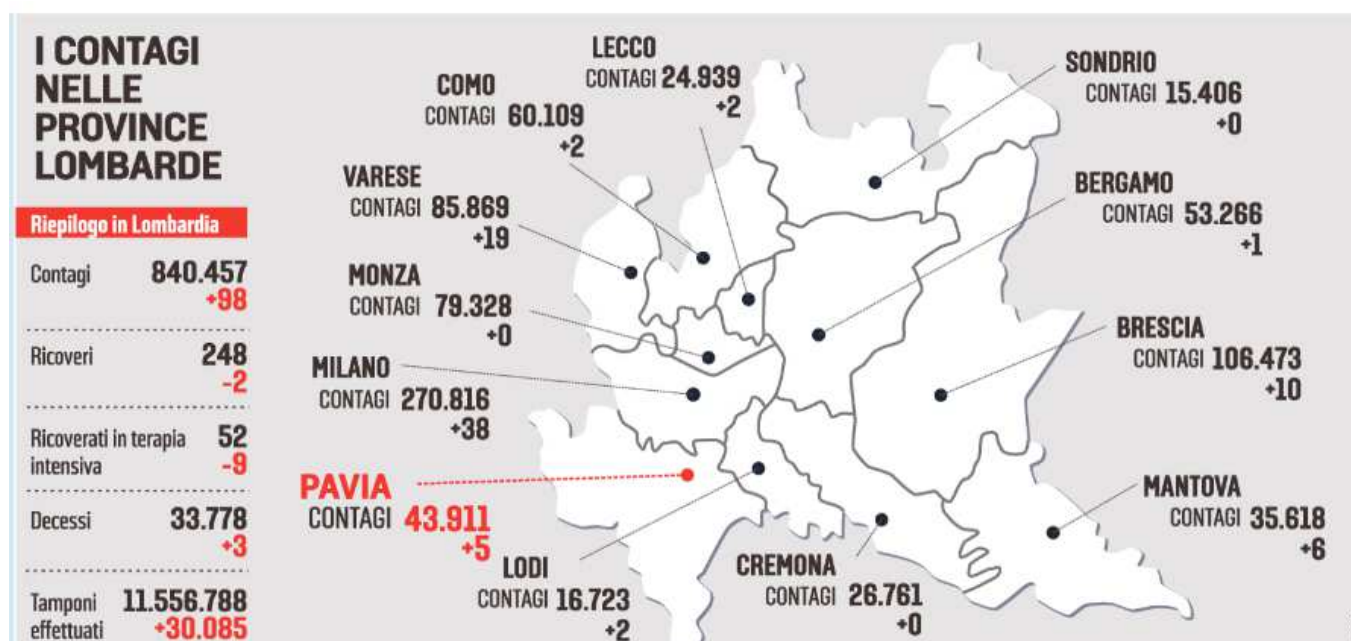 I CONTAGI
NELLE
PROVINCE
LOMBARDE
Riepilogo in Lombardia
Contagi 840.457
+98
Ricoveri 248
-2
Ricoverati in terapia intensiva 52
-9
Decessi 33.778
+3
Tamponi effettuati 11.556.788
+30.085
LECCO
CONTAGI 24.939
+2
COMO
CONTAGI 60.109
+2
VARESE
CONTAGI 85.869
+19
MONZA
CONTAGI 79.328
+0
MILANO
CONTAGI 270.816
+38
PAVIA
CONTAGI 43.911
+5
LODI
CONTAGI 16.723
+2
CREMONA
CONTAGI 26.761
+0
SONDRIO
CONTAGI 15.406
+0
BERGAMO
CONTAGI 53.266
+1
BRESCIA
CONTAGI 106.473
+10
MANTOVA
CONTAGI 35.618
+6